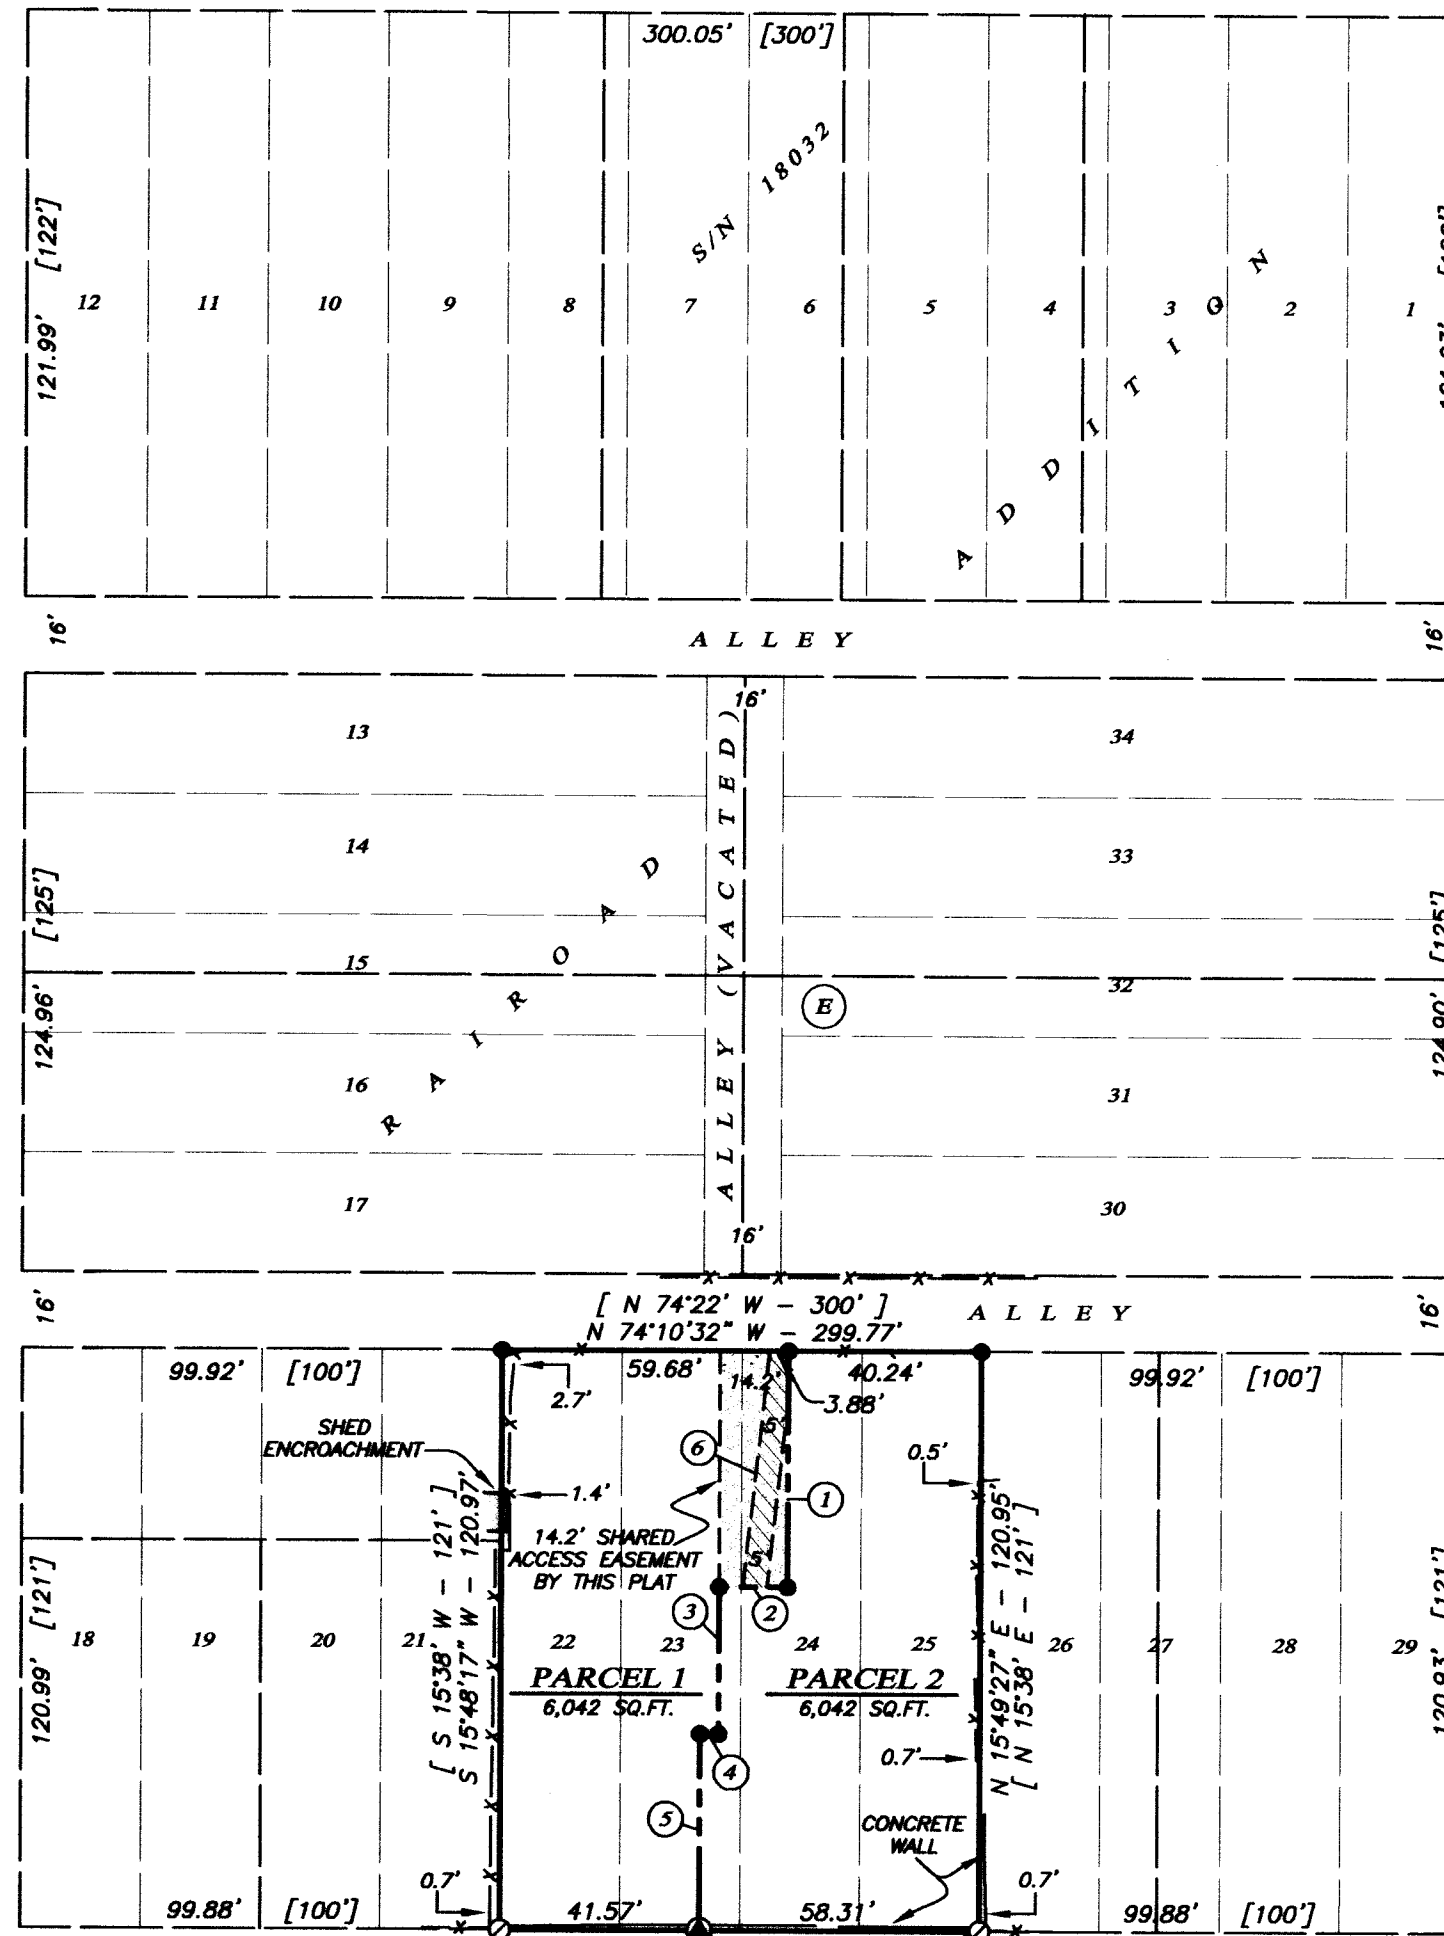 300.05' [300']
S/N 18032
121.99' [122']
12 11 10 9 8 7 6 5 4 3 2 1
ADDITION
16' ALLEY 16'
16'
13 34
14 33
15 32
16 31
17 30
RAIROAD
ALLEY (VACATED)
E
124.96' [125']
124.90' [125']
16'
16' [ N 74°22' W - 300' ] ALLEY 16'
N 74°10'32" W - 299.77'
99.92' [100'] 59.68' 14.2' 40.24' 99.92' [100']
2.7' 3.88'
SHED
ENCROACHMENT
6 5' 0.5'
1.4' 1
14.2' SHARED
ACCESS EASEMENT
BY THIS PLAT
5'
3 2
120.99' [121']
[ S 15°38' W - 121' ]
S 15°48'17" W - 120.97'
N 15°49'27" E - 120.95'
[ N 15°38' E - 121' ]
120.93' [121']
18 19 20 21 22 23 24 25 26 27 28 29
PARCEL 1 PARCEL 2
6,042 SQ.FT. 6,042 SQ.FT.
4 0.7'
5
CONCRETE
WALL
0.7' 0.7'
99.88' [100'] 41.57' 58.31' 99.88' [100']